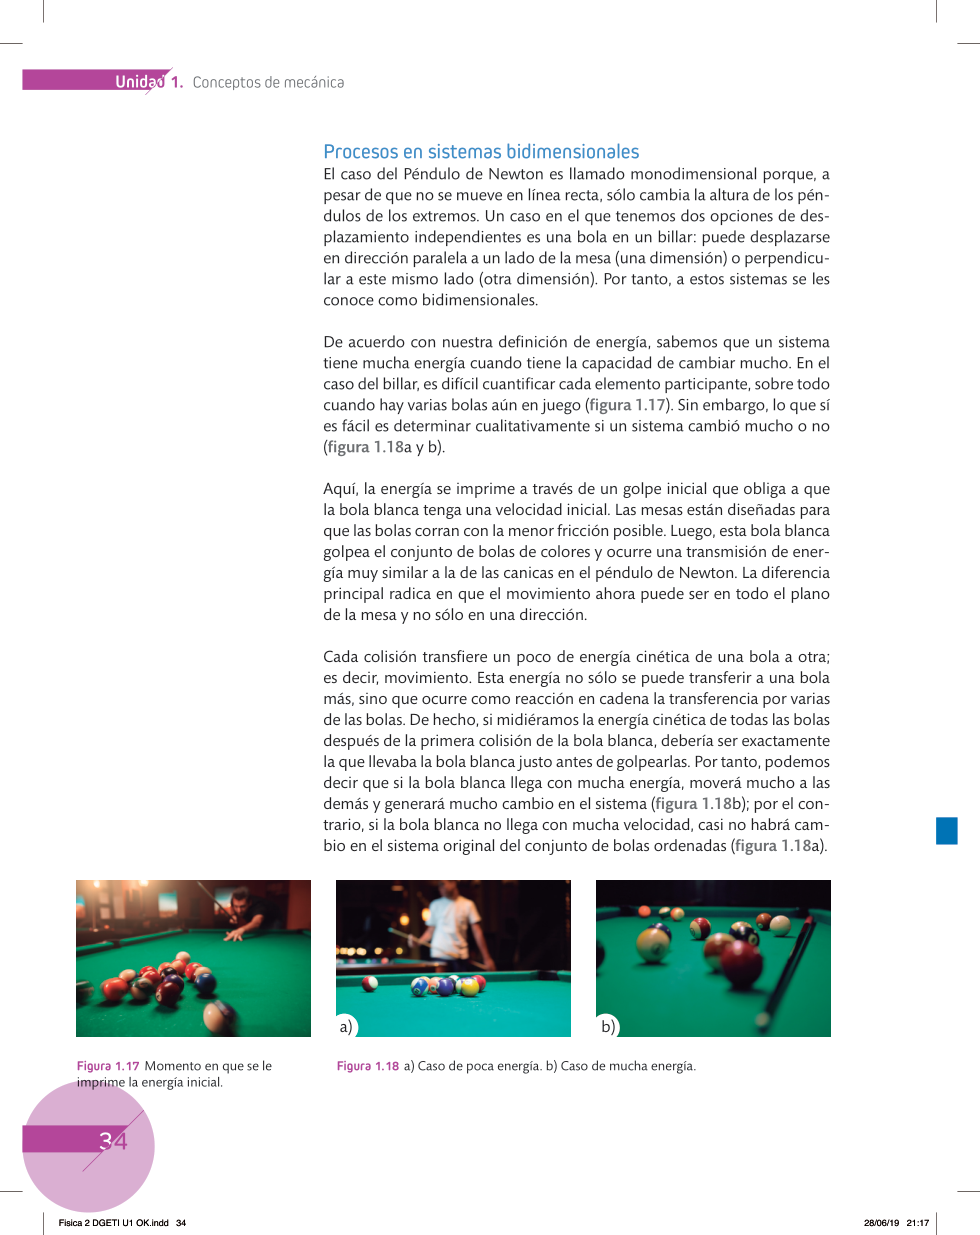 Unidad 1. Conceptos de mecánica
Procesos en sistemas bidimensionales
El caso del Péndulo de Newton es llamado monodimensional porque, a
pesar de que no se mueve en línea recta, sólo cambia la altura de los pén-
dulos de los extremos. Un caso en el que tenemos dos opciones de des-
plazamiento independientes es una bola en un billar: puede desplazarse
en dirección paralela a un lado de la mesa (una dimensión) o perpendicu-
lar a este mismo lado (otra dimensión). Por tanto, a estos sistemas se les
conoce como bidimensionales.
De acuerdo con nuestra definición de energía, sabemos que un sistema
tiene mucha energía cuando tiene la capacidad de cambiar mucho. En el
caso del billar, es difícil cuantificar cada elemento participante, sobre todo
cuando hay varias bolas aún en juego (figura 1.17). Sin embargo, lo que sí
es fácil es determinar cualitativamente si un sistema cambió mucho o no
(figura 1.18a y b).
Aquí, la energía se imprime a través de un golpe inicial que obliga a que
la bola blanca tenga una velocidad inicial. Las mesas están diseñadas para
que las bolas corran con la menor fricción posible. Luego, esta bola blanca
golpea el conjunto de bolas de colores y ocurre una transmisión de ener-
gía muy similar a la de las canicas en el péndulo de Newton. La diferencia
principal radica en que el movimiento ahora puede ser en todo el plano
de la mesa y no sólo en una dirección.
Cada colisión transfiere un poco de energía cinética de una bola a otra;
es decir, movimiento. Esta energía no sólo se puede transferir a una bola
más, sino que ocurre como reacción en cadena la transferencia por varias
de las bolas. De hecho, si midiéramos la energía cinética de todas las bolas
después de la primera colisión de la bola blanca, debería ser exactamente
la que llevaba la bola blanca justo antes de golpearlas. Por tanto, podemos
decir que si la bola blanca llega con mucha energía, moverá mucho a las
demás y generará mucho cambio en el sistema (figura 1.18b); por el con-
trario, si la bola blanca no llega con mucha velocidad, casi no habrá cam-
bio en el sistema original del conjunto de bolas ordenadas (figura 1.18a).
a)
b)
Figura 1.17 Momento en que se le
imprime la energía inicial.
Figura 1.18 a) Caso de poca energía. b) Caso de mucha energía.
34
Fisica 2 DGETI U1 OK.indd 34
28/06/19 21:17